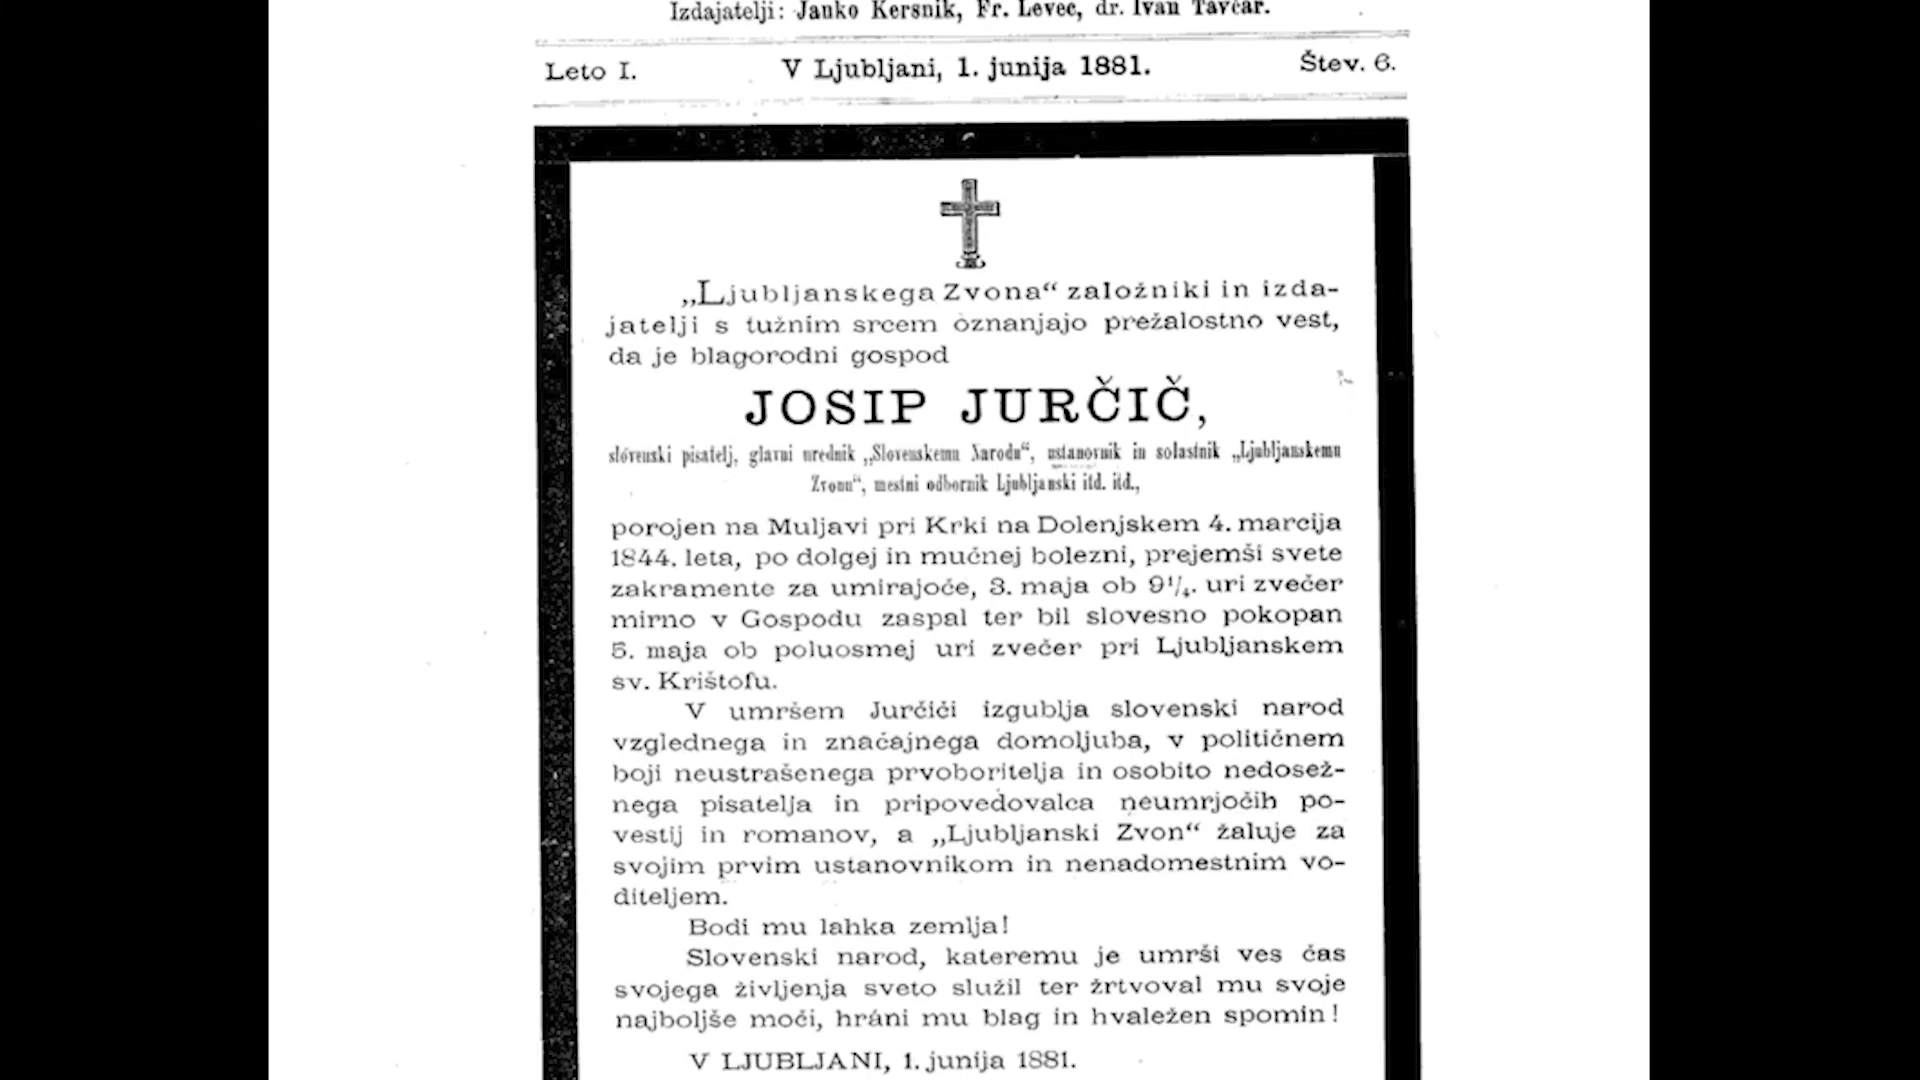 Izdajatelji: Janko Kersnik, Fr. Levec, dr. Ivan Tavčar.
Leto I.
V Ljubljani, 1. junija 1881.
Štev. 6.
„Ljubljanskega Zvona“ založniki in izda-
jatelji s tužnim srcem oznanjajo prežalostno vest,
da je blagorodni gospod
JOSIP JURČIČ,
slovenski pisatelj, glavni urednik „Slovenskemu Narodu“, ustanovnik in solastnik „Ljubljanskemu
Zvonu“, mestni odbornik Ljubljanski itd. itd.,
porojen na Muljavi pri Krki na Dolenjskem 4. marcija
1844. leta, po dolgej in mučnej bolezni, prejemši svete
zakramente za umirajoče, 3. maja ob 9¼. uri zvečer
mirno v Gospodu zaspal ter bil slovesno pokopan
5. maja ob poluosmej uri zvečer pri Ljubljanskem
sv. Krištofu.
V umršem Jurčiči izgublja slovenski narod
vzglednega in značajnega domoljuba, v političnem
boji neustrašenega prvoboritelja in osobito nedosež-
nega pisatelja in pripovedovalca neumrjočih po-
vestij in romanov, a „Ljubljanski Zvon“ žaluje za
svojim prvim ustanovnikom in nenadomestnim vo-
diteljem.
Bodi mu lahka zemlja!
Slovenski narod, kateremu je umrši ves čas
svojega življenja sveto služil ter žrtvoval mu svoje
najboljše moči, hráni mu blag in hvaležen spomin!
V LJUBLJANI, 1. junija 1881.